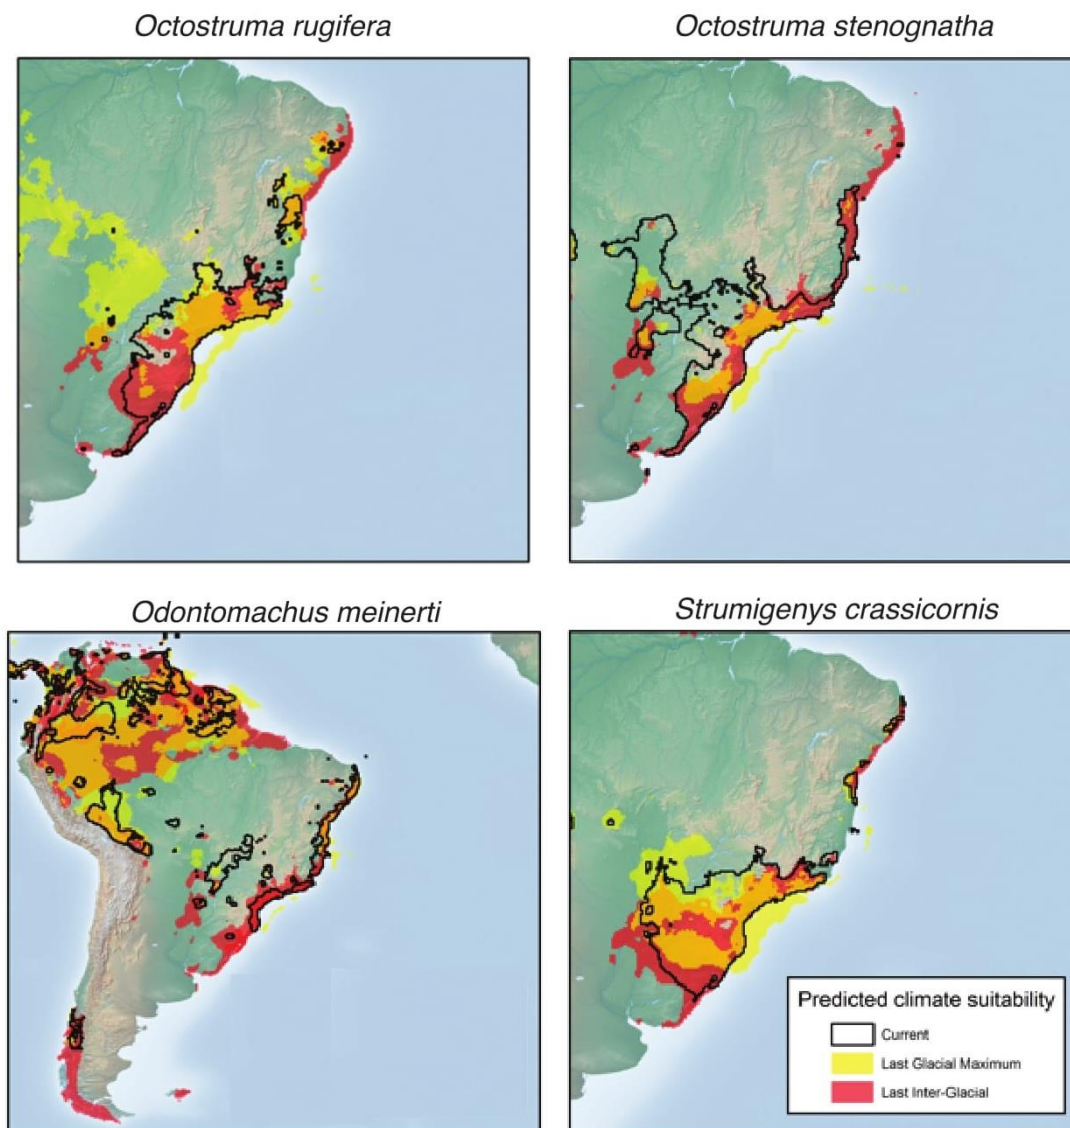 Octostruma rugifera
Octostruma stenognatha
Odontomachus meinerti
Strumigenys crassicornis
Predicted climate suitability
Current
Last Glacial Maximum
Last Inter-Glacial